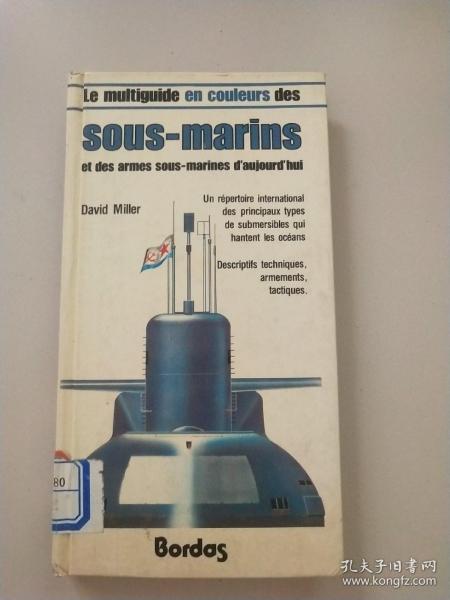 Le multiguide en couleurs des
sous-marins
et des armes sous-marines d'aujourd'hui
David Miller
Un répertoire international
des principaux types
de submersibles qui
hantent les océans
Descriptifs techniques,
armements,
tactiques.
80
Bordas
孔夫子旧书网
www.kongfz.com